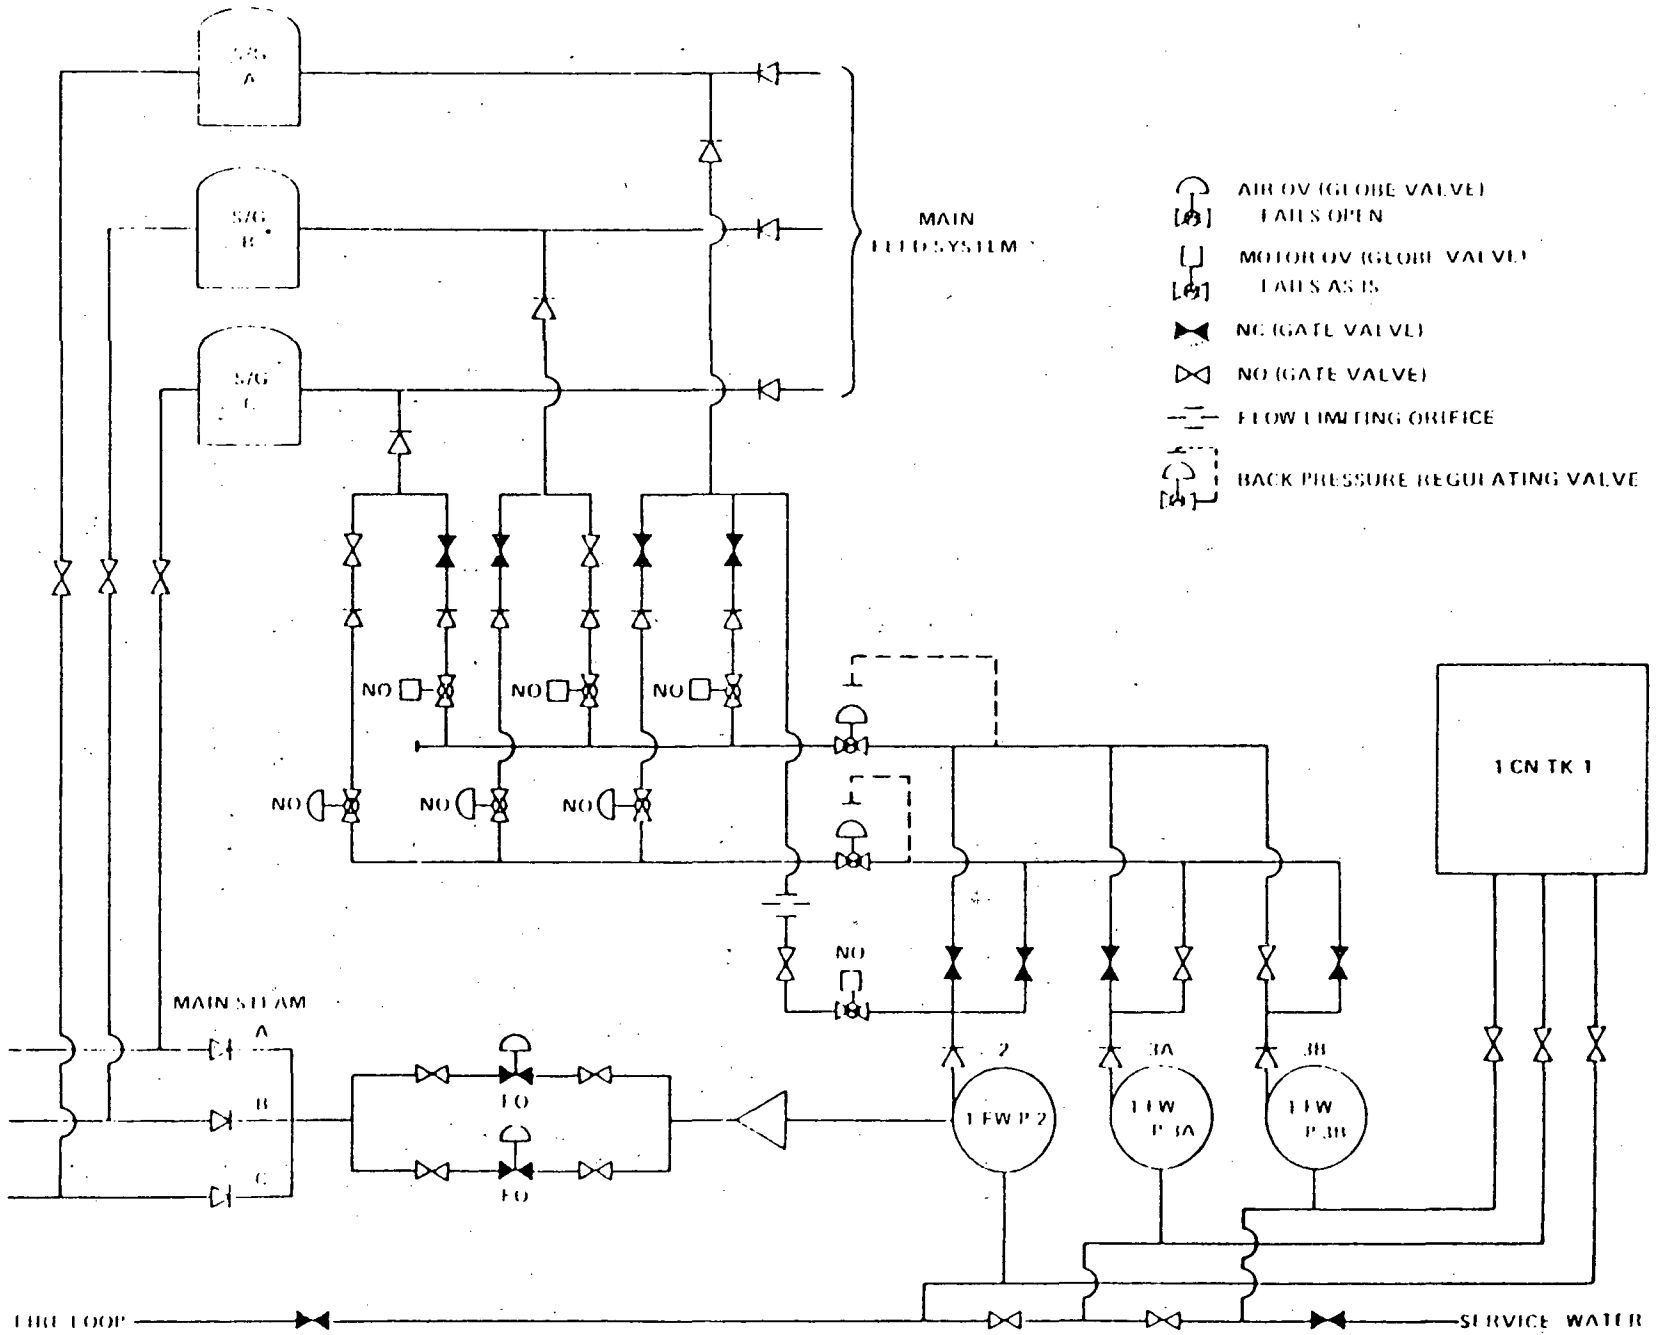 S/G
A
S/G
B
S/G
MAIN
FEED SYSTEM
AIR OV (GLOBE VALVE)
FAILS OPEN
MOTOR OV (GLOBE VALVE)
FAILS AS IS
NC (GATE VALVE)
NO (GATE VALVE)
FLOW LIMITING ORIFICE
BACK PRESSURE REGULATING VALVE
NO
NO
NO
NO
NO
NO
1 CN TK 1
NO
MAIN STEAM
A
B
C
FO
FO
2
3A
3B
1 FW P 2
1 FW
P 3A
1 FW
P 3B
FIRE LOOP
SERVICE WATER